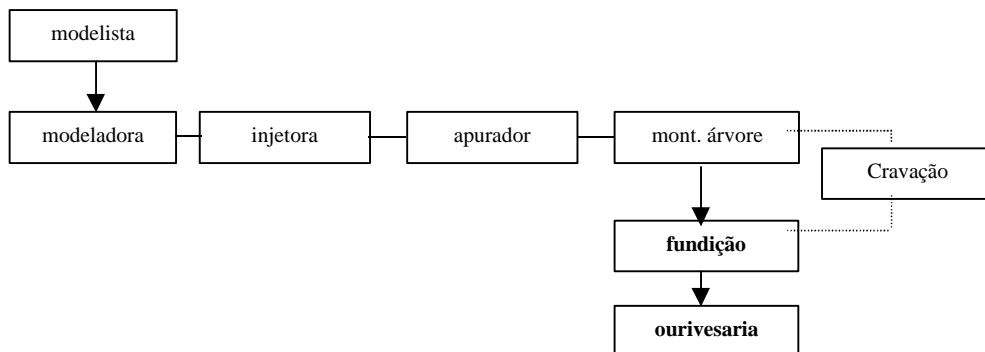 modelista
modeladora
injetora
apurador
mont. árvore
Cravação
fundição
ourivesaria